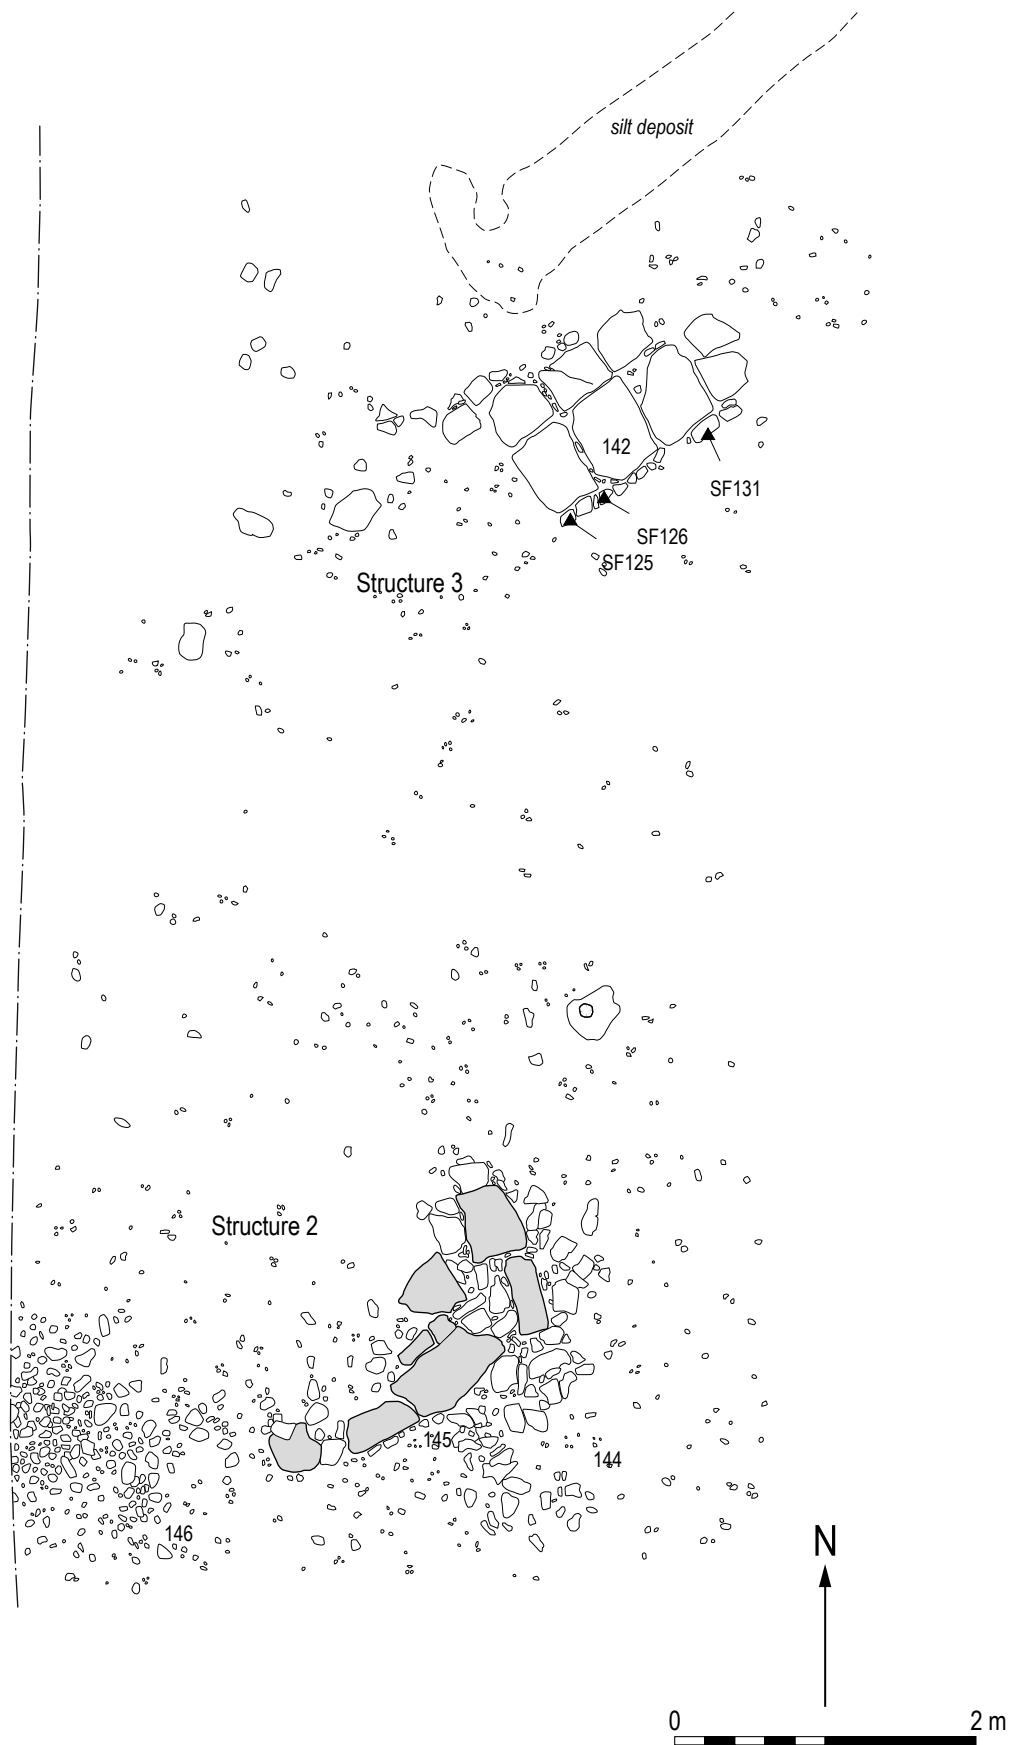 silt deposit
142
SF131
SF126
SF125
Structure 3
Structure 2
145
144
146
N
0 2 m